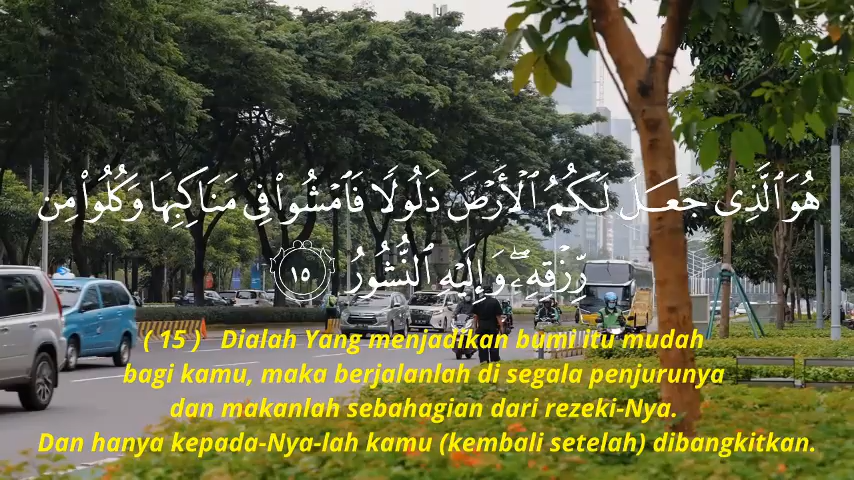 هُوَ ٱلَّذِى جَعَلَ لَكُمُ ٱلْأَرْضَ ذَلُولًا فَٱمْشُوا۟ فِى مَنَاكِبِهَا وَكُلُوا۟ مِن
رِّزْقِهِۦ ۖ وَإِلَيْهِ ٱلنُّشُورُ ١٥
( 15 ) Dialah Yang menjadikan bumi itu mudah
bagi kamu, maka berjalanlah di segala penjurunya
dan makanlah sebahagian dari rezeki-Nya.
Dan hanya kepada-Nya-lah kamu (kembali setelah) dibangkitkan.